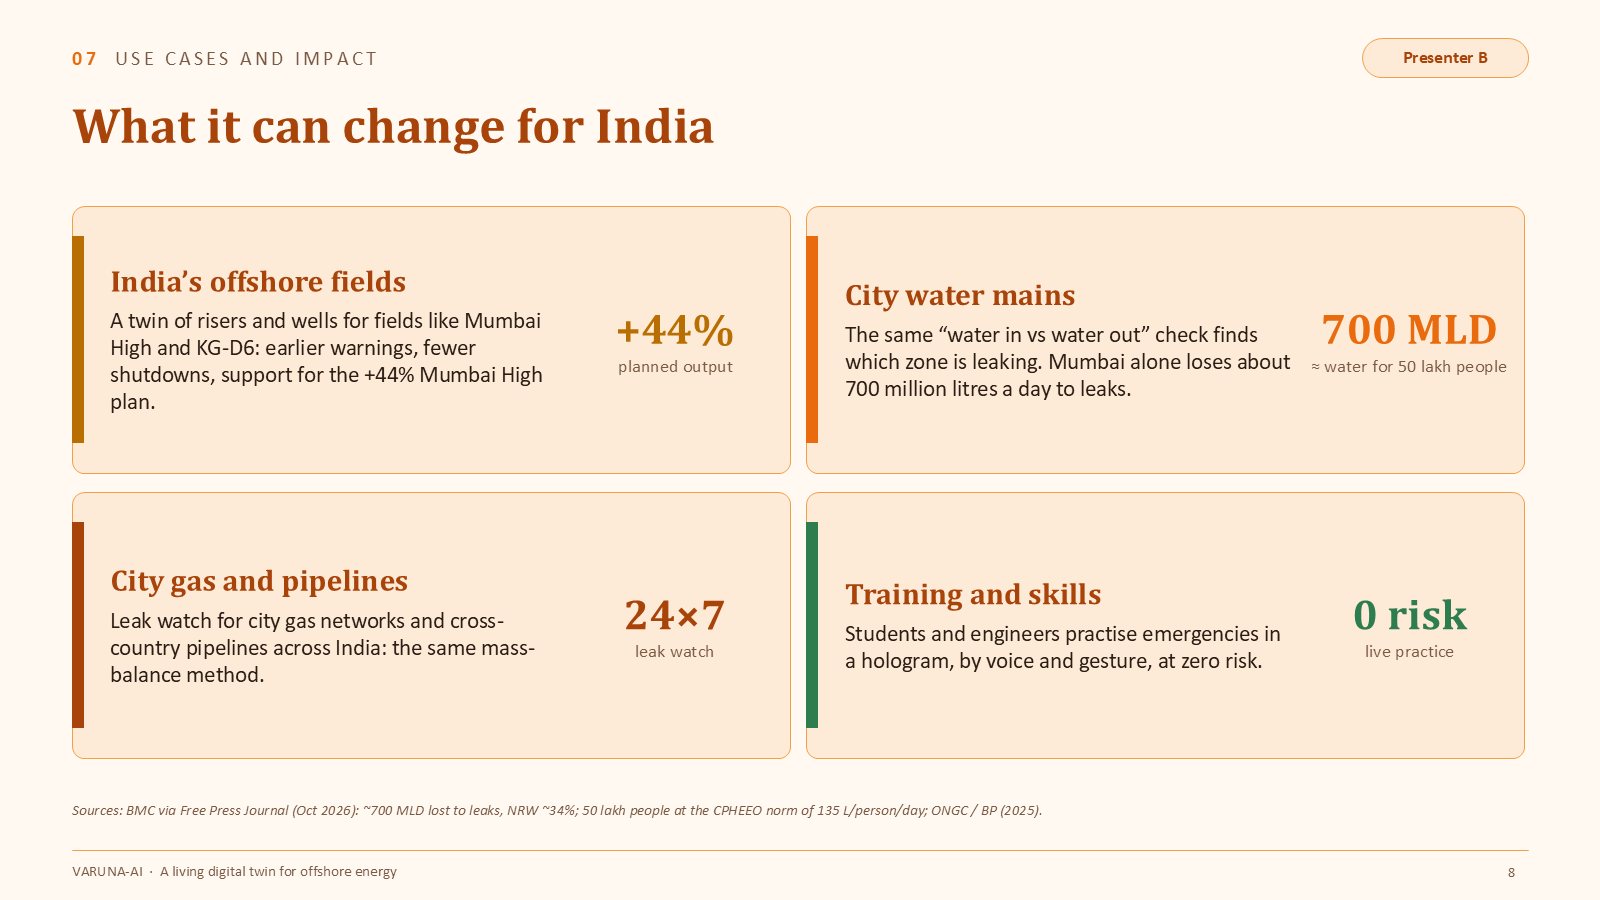 07 USE CASES AND IMPACT
Presenter B
What it can change for India
India’s offshore fields
A twin of risers and wells for fields like Mumbai
High and KG-D6: earlier warnings, fewer
shutdowns, support for the +44% Mumbai High
plan.
+44%
planned output
City water mains
The same “water in vs water out” check finds
which zone is leaking. Mumbai alone loses about
700 million litres a day to leaks.
700 MLD
≈ water for 50 lakh people
City gas and pipelines
Leak watch for city gas networks and cross-
country pipelines across India: the same mass-
balance method.
24×7
leak watch
Training and skills
Students and engineers practise emergencies in
a hologram, by voice and gesture, at zero risk.
0 risk
live practice
Sources: BMC via Free Press Journal (Oct 2026): ~700 MLD lost to leaks, NRW ~34%; 50 lakh people at the CPHEEO norm of 135 L/person/day; ONGC / BP (2025).
VARUNA-AI · A living digital twin for offshore energy
8